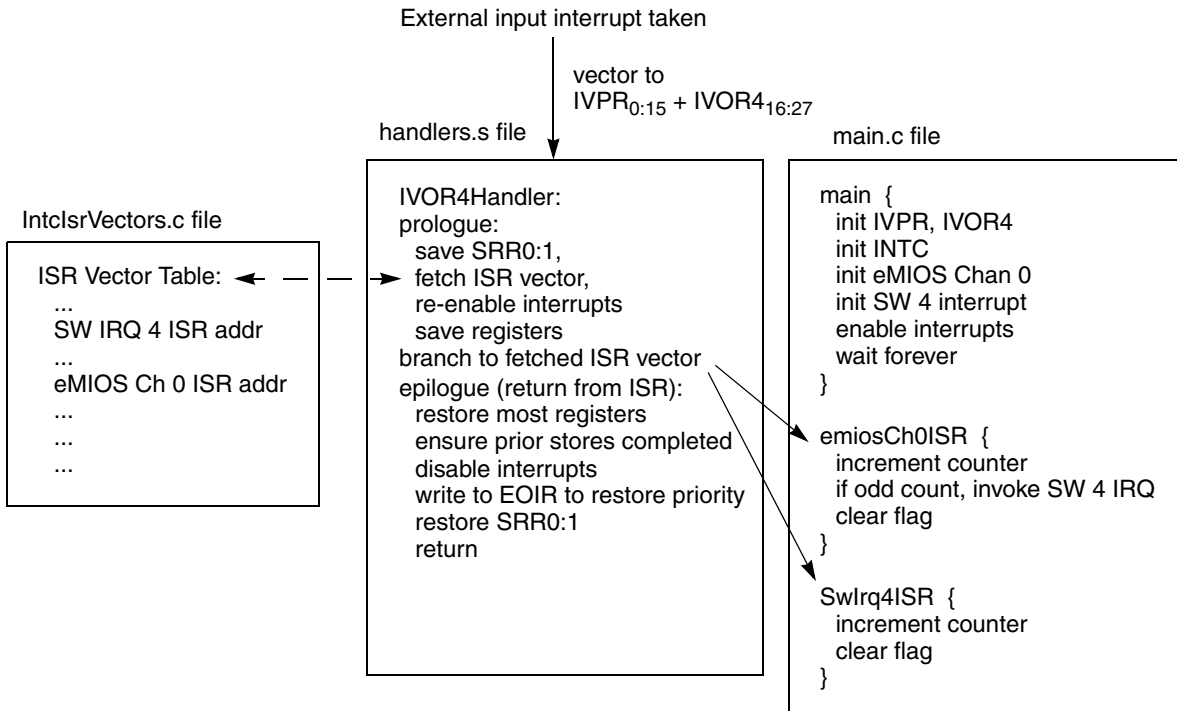 External input interrupt taken
vector to
IVPR0:15 + IVOR416:27
handlers.s file
main.c file
IntcIsrVectors.c file
ISR Vector Table:
...
SW IRQ 4 ISR addr
...
eMIOS Ch 0 ISR addr
...
...
...
IVOR4Handler:
prologue:
save SRR0:1,
fetch ISR vector,
re-enable interrupts
save registers
branch to fetched ISR vector
epilogue (return from ISR):
restore most registers
ensure prior stores completed
disable interrupts
write to EOIR to restore priority
restore SRR0:1
return
main {
init IVPR, IVOR4
init INTC
init eMIOS Chan 0
init SW 4 interrupt
enable interrupts
wait forever
}
emiosCh0ISR {
increment counter
if odd count, invoke SW 4 IRQ
clear flag
}
SwIrq4ISR {
increment counter
clear flag
}